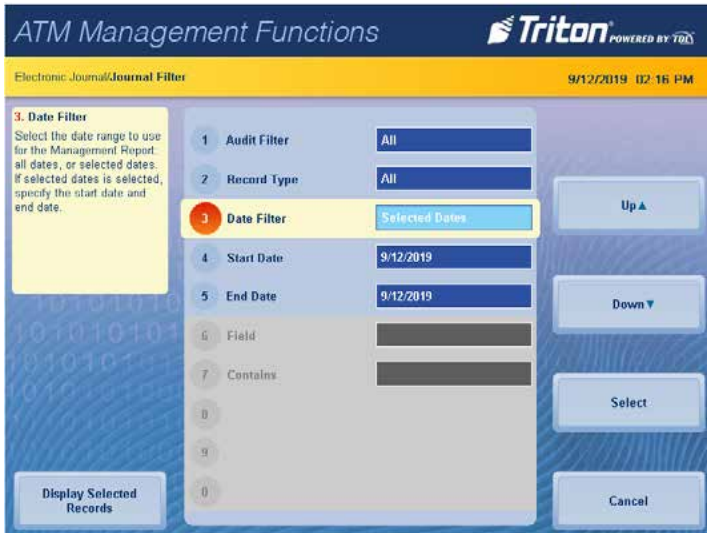 ATM Management Functions
Triton POWERED BY TDL
Electronic Journal/Journal Filter
9/12/2019 02:16 PM
3. Date Filter
Select the date range to use
for the Management Report:
all dates, or selected dates.
If selected dates is selected,
specify the start date and
end date.
1 Audit Filter All
2 Record Type All
3 Date Filter Selected Dates
4 Start Date 9/12/2019
5 End Date 9/12/2019
6 Field
7 Contains
8
9
0
Up▲
Down▼
Select
Cancel
Display Selected
Records